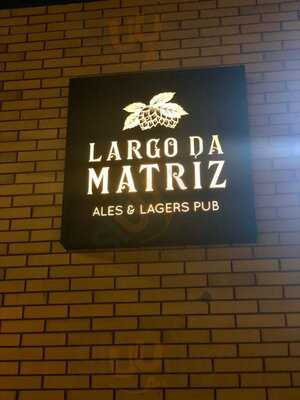 LARGO DA
MATRIZ
ALES & LAGERS PUB